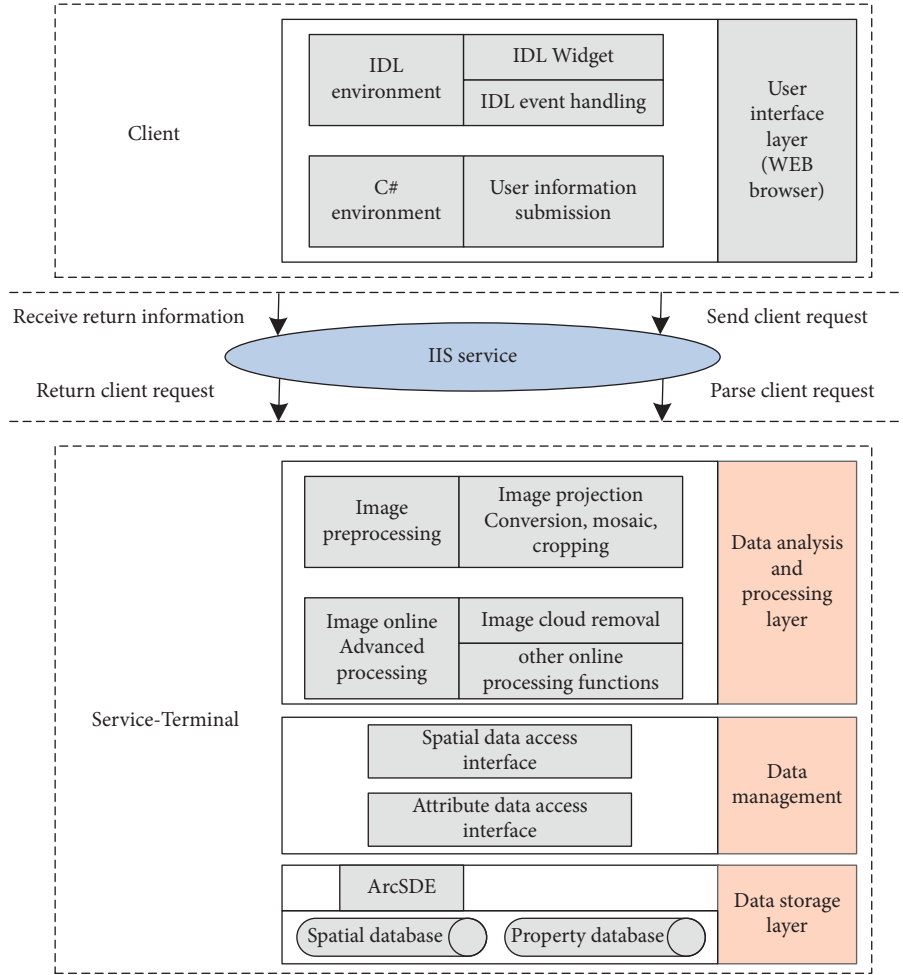 Client
IDL
environment
IDL Widget
IDL event handling
C#
environment
User information
submission
User
interface
layer
(WEB
browser)
Receive return information
Send client request
IIS service
Return client request
Parse client request
Service-Terminal
Image
preprocessing
Image projection
Conversion, mosaic,
cropping
Image online
Advanced
processing
Image cloud removal
other online
processing functions
Data analysis
and
processing
layer
Spatial data access
interface
Attribute data access
interface
Data
management
ArcSDE
Spatial database
Property database
Data storage
layer